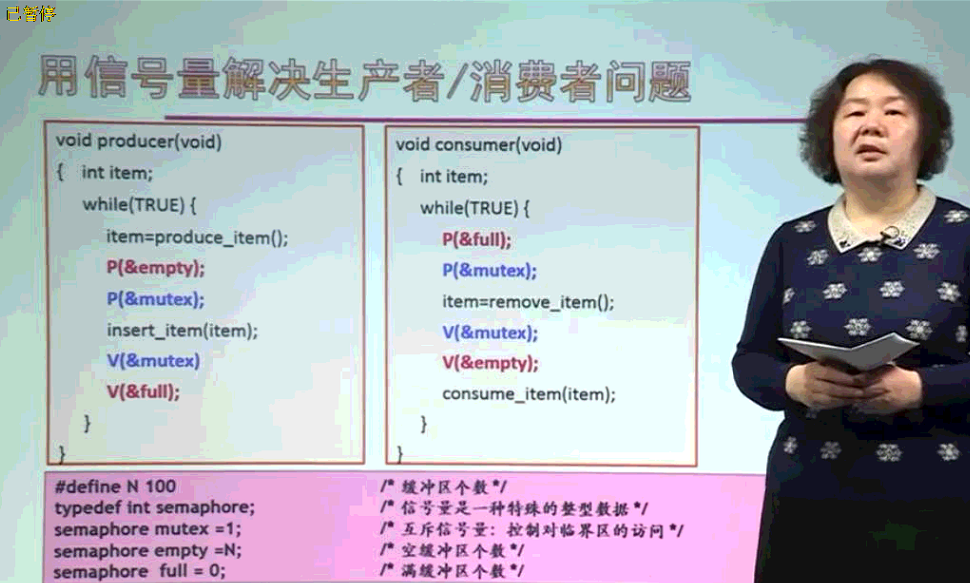 已暂停
用信号量解决生产者/消费者问题
void producer(void)
{ int item;
while(TRUE) {
item=produce_item();
P(&empty);
P(&mutex);
insert_item(item);
V(&mutex)
V(&full);
}
}
void consumer(void)
{ int item;
while(TRUE) {
P(&full);
P(&mutex);
item=remove_item();
V(&mutex);
V(&empty);
consume_item(item);
}
}
#define N 100 /* 缓冲区个数 */
typedef int semaphore; /* 信号量是一种特殊的整型数据 */
semaphore mutex =1; /* 互斥信号量：控制对临界区的访问 */
semaphore empty =N; /* 空缓冲区个数 */
semaphore full = 0; /* 满缓冲区个数 */